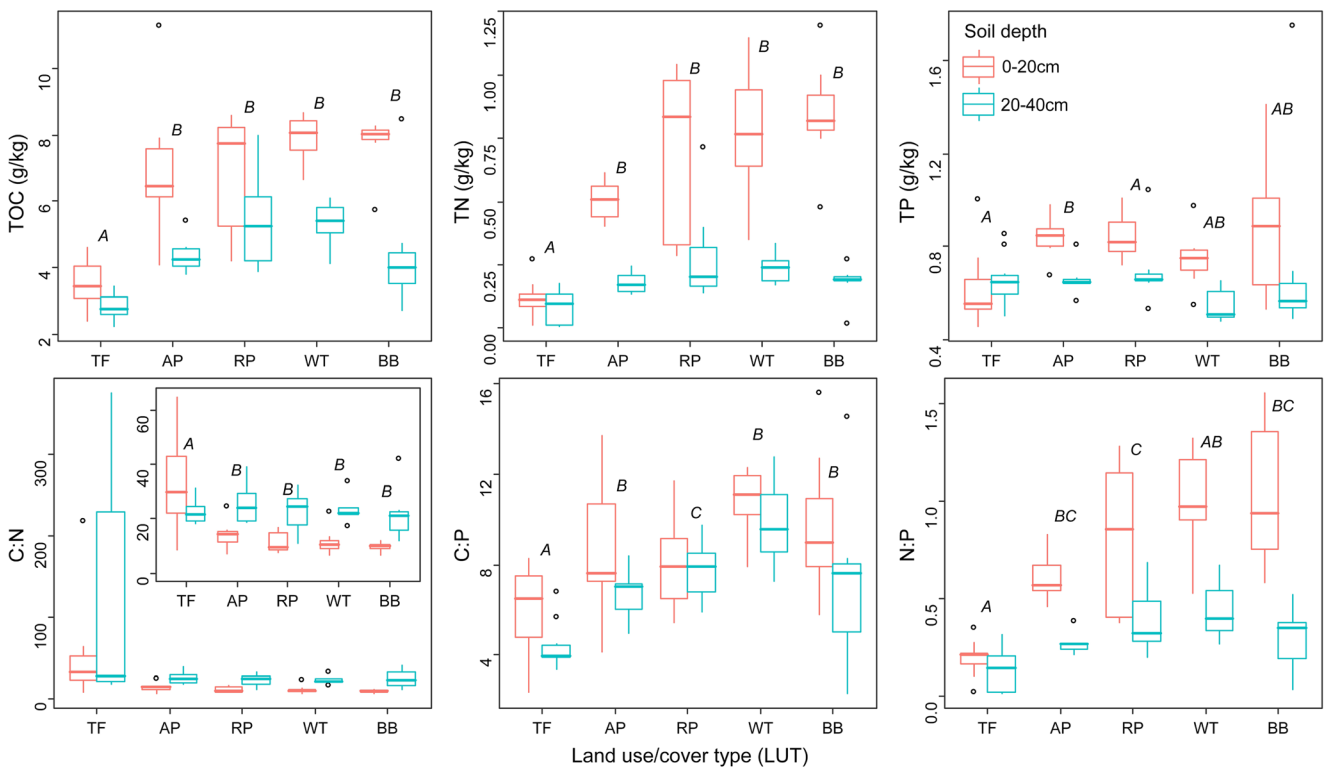 TOC (g/kg)
10
8
6
4
2
A
B
B
B
B
TF AP RP WT BB
TN (g/kg)
1.25
1.00
0.75
0.50
0.25
0.00
A
B
B
B
B
TF AP RP WT BB
TP (g/kg)
1.6
1.2
0.8
0.4
Soil depth
0-20cm
20-40cm
A
B
A
AB
AB
TF AP RP WT BB
C:N
300
200
100
0
60
40
20
0
A
B
B
B
B
TF AP RP WT BB
TF AP RP WT BB
C:P
16
12
8
4
A
B
C
B
B
TF AP RP WT BB
N:P
1.5
1.0
0.5
0.0
A
BC
C
AB
BC
TF AP RP WT BB
Land use/cover type (LUT)